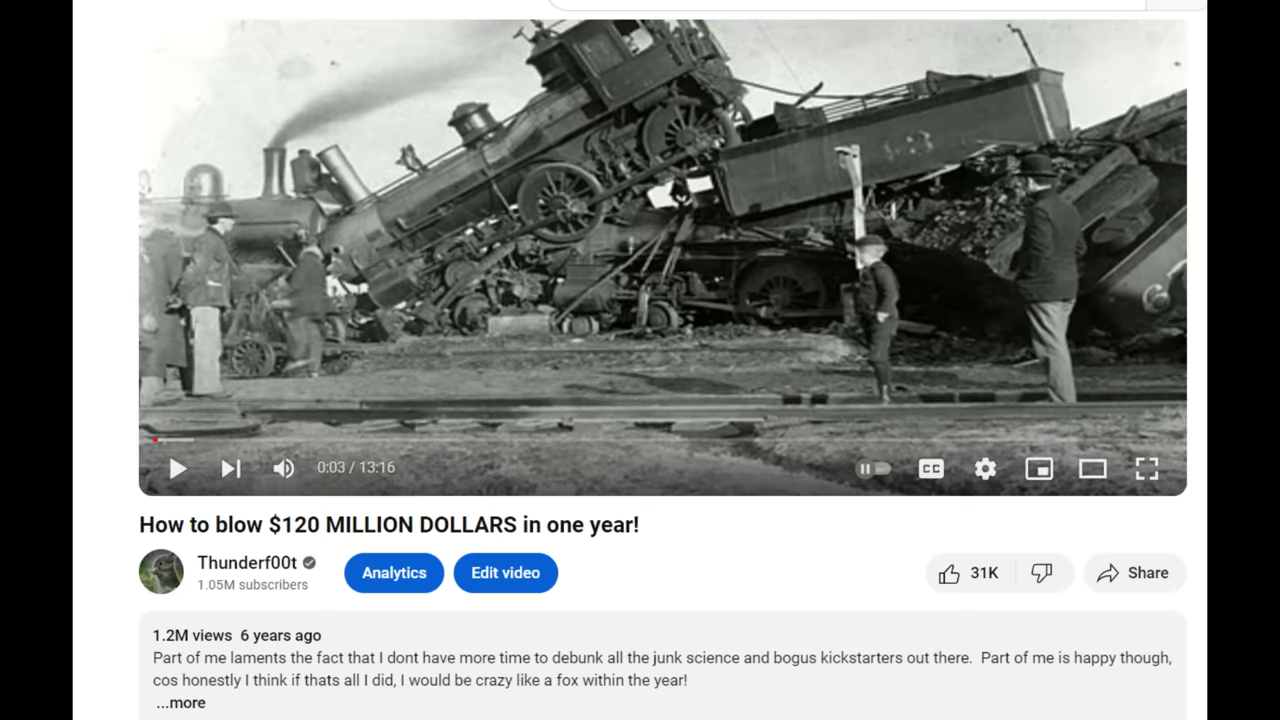 0:03 / 13:16
CC
How to blow $120 MILLION DOLLARS in one year!
Thunderf00t
1.05M subscribers
Analytics
Edit video
31K
Share
1.2M views 6 years ago
Part of me laments the fact that I dont have more time to debunk all the junk science and bogus kickstarters out there. Part of me is happy though,
cos honestly I think if thats all I did, I would be crazy like a fox within the year!
...more